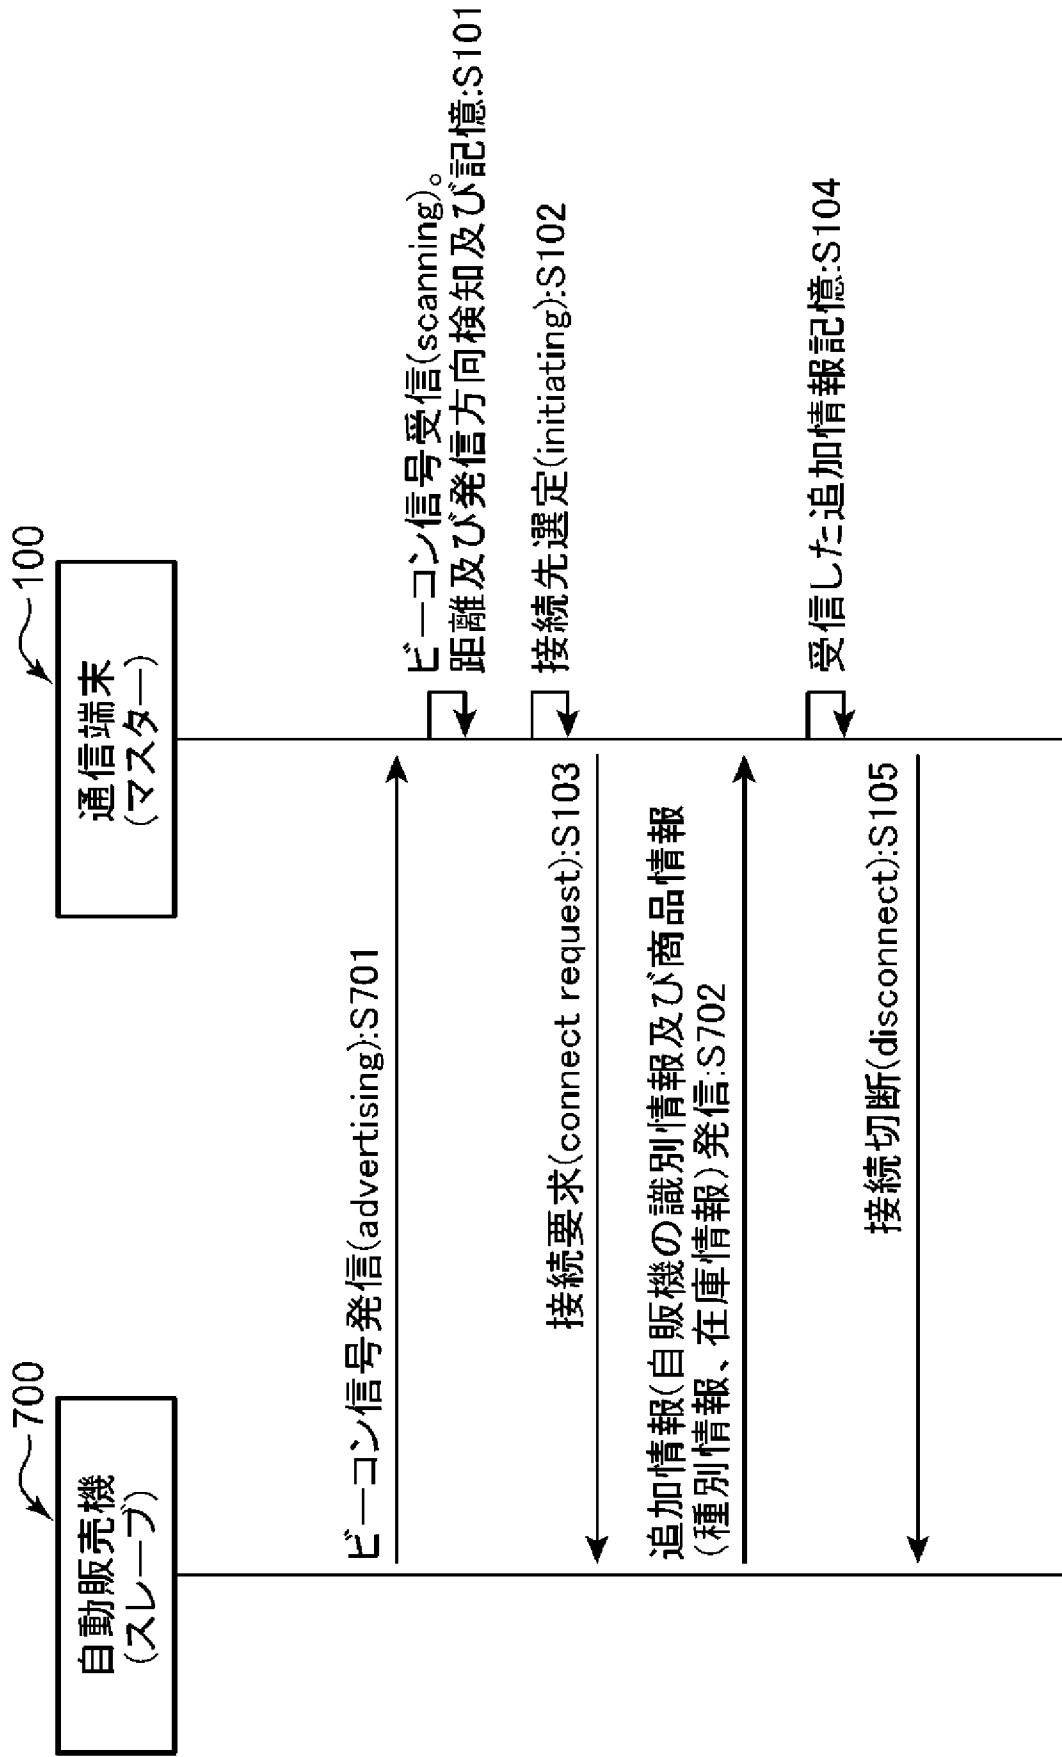 700
自動販売機
(スレーブ)
100
通信端末
(マスター)
ビーコン信号発信(advertising):S701
ビーコン信号受信(scanning)。
距離及び発信方向検知及び記憶:S101
接続先選定(initiating):S102
接続要求(connect request):S103
追加情報(自販機の識別情報及び商品情報
(種別情報、在庫情報)発信:S702
受信した追加情報記憶:S104
接続切断(disconnect):S105